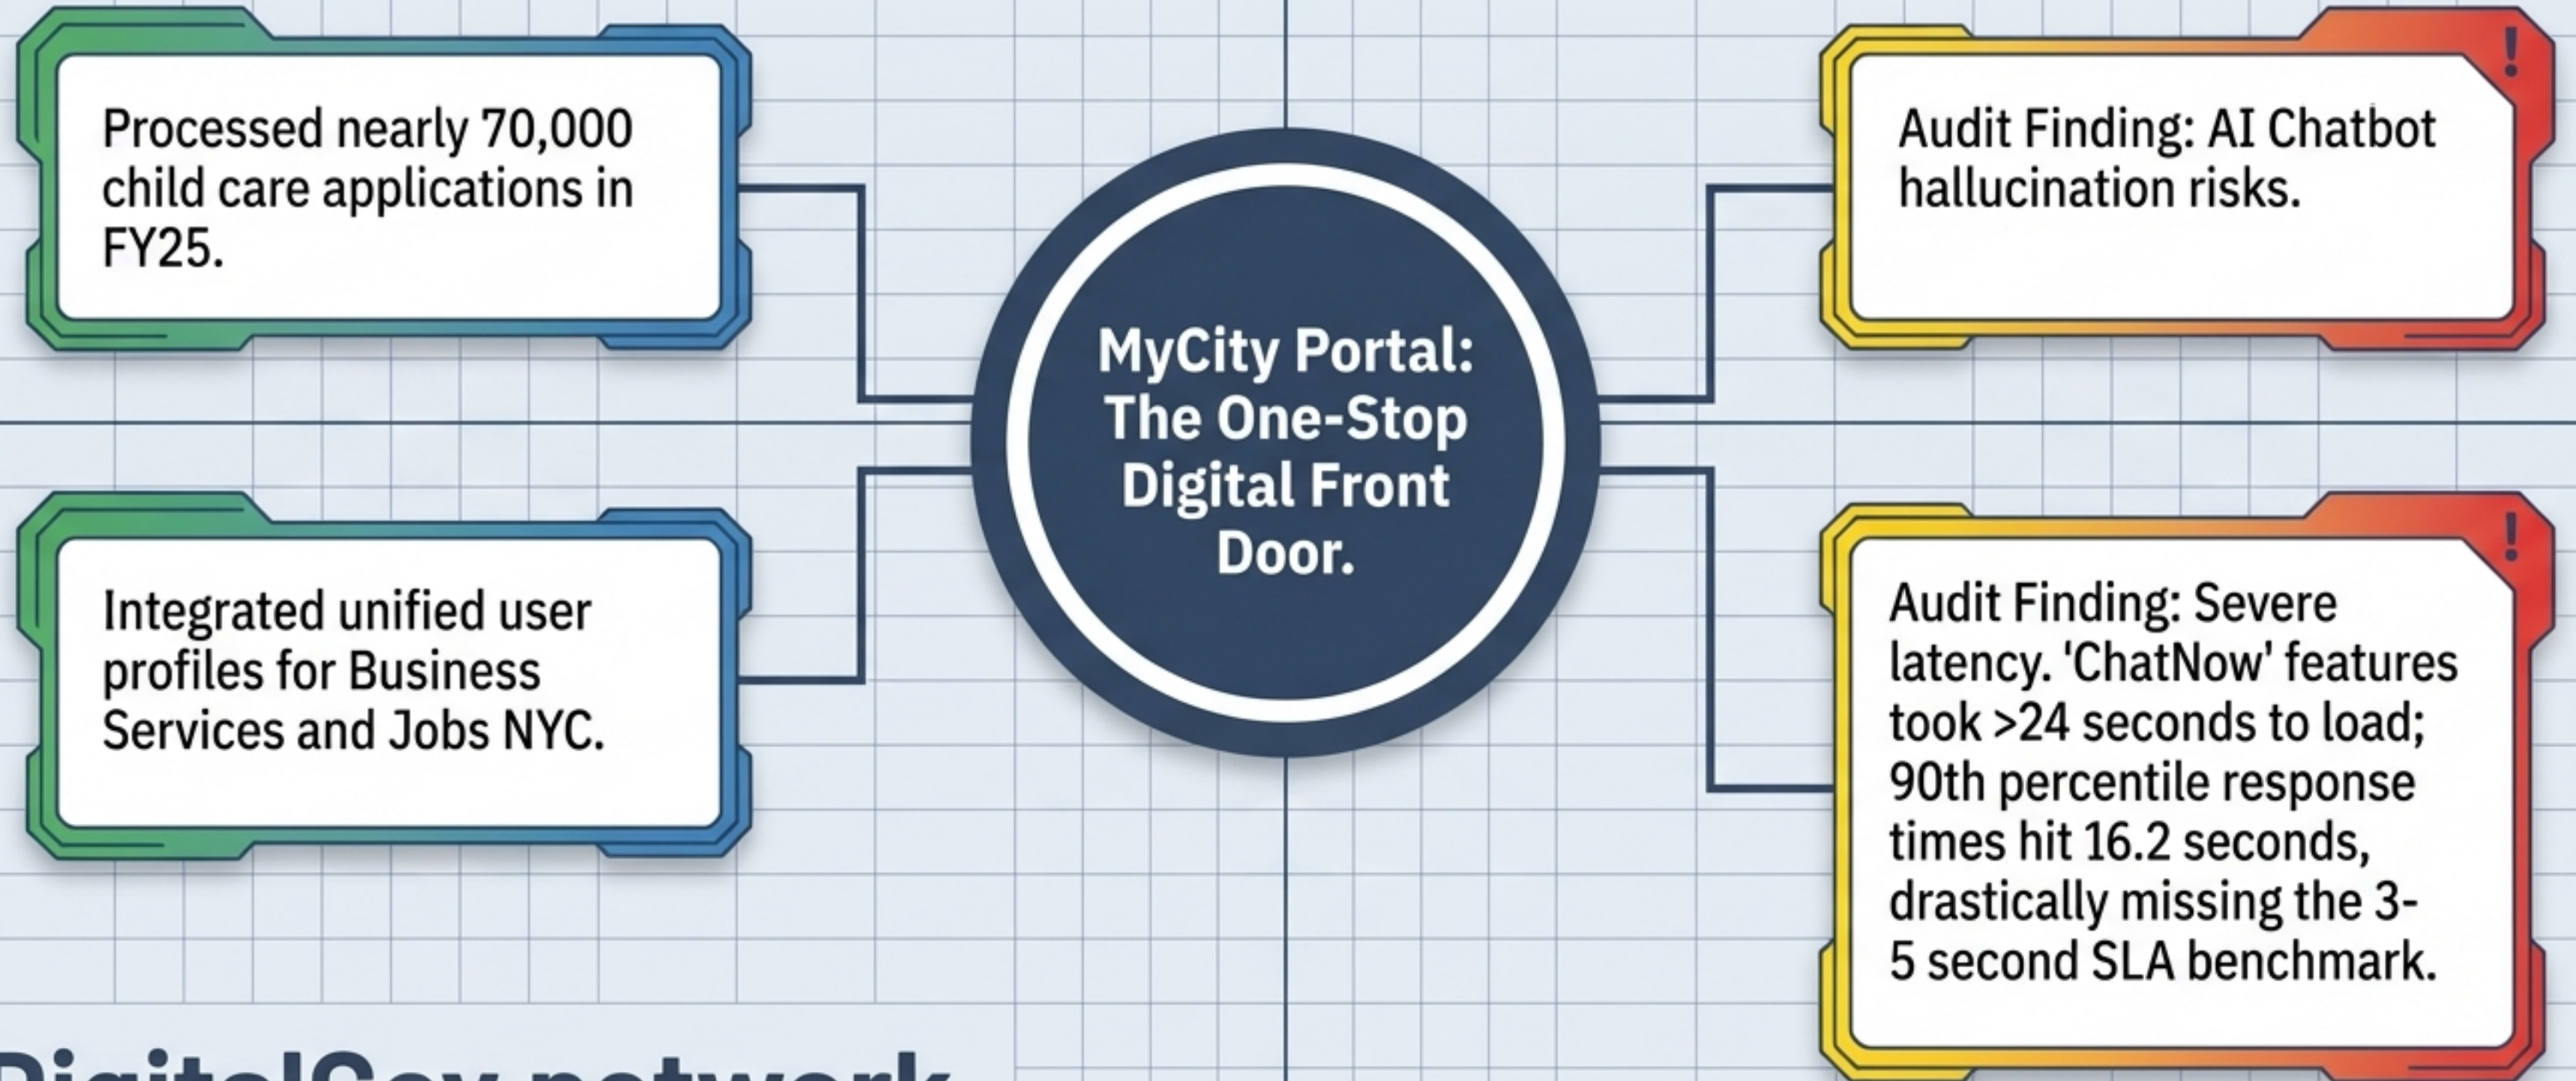 Processed nearly 70,000
child care applications in
FY25.
Integrated unified user
profiles for Business
Services and Jobs NYC.
MyCity Portal:
The One-Stop
Digital Front
Door.
!
Audit Finding: AI Chatbot
hallucination risks.
!
Audit Finding: Severe
latency. 'ChatNow' features
took >24 seconds to load;
90th percentile response
times hit 16.2 seconds,
drastically missing the 3-
5 second SLA benchmark.
DigitalGov network